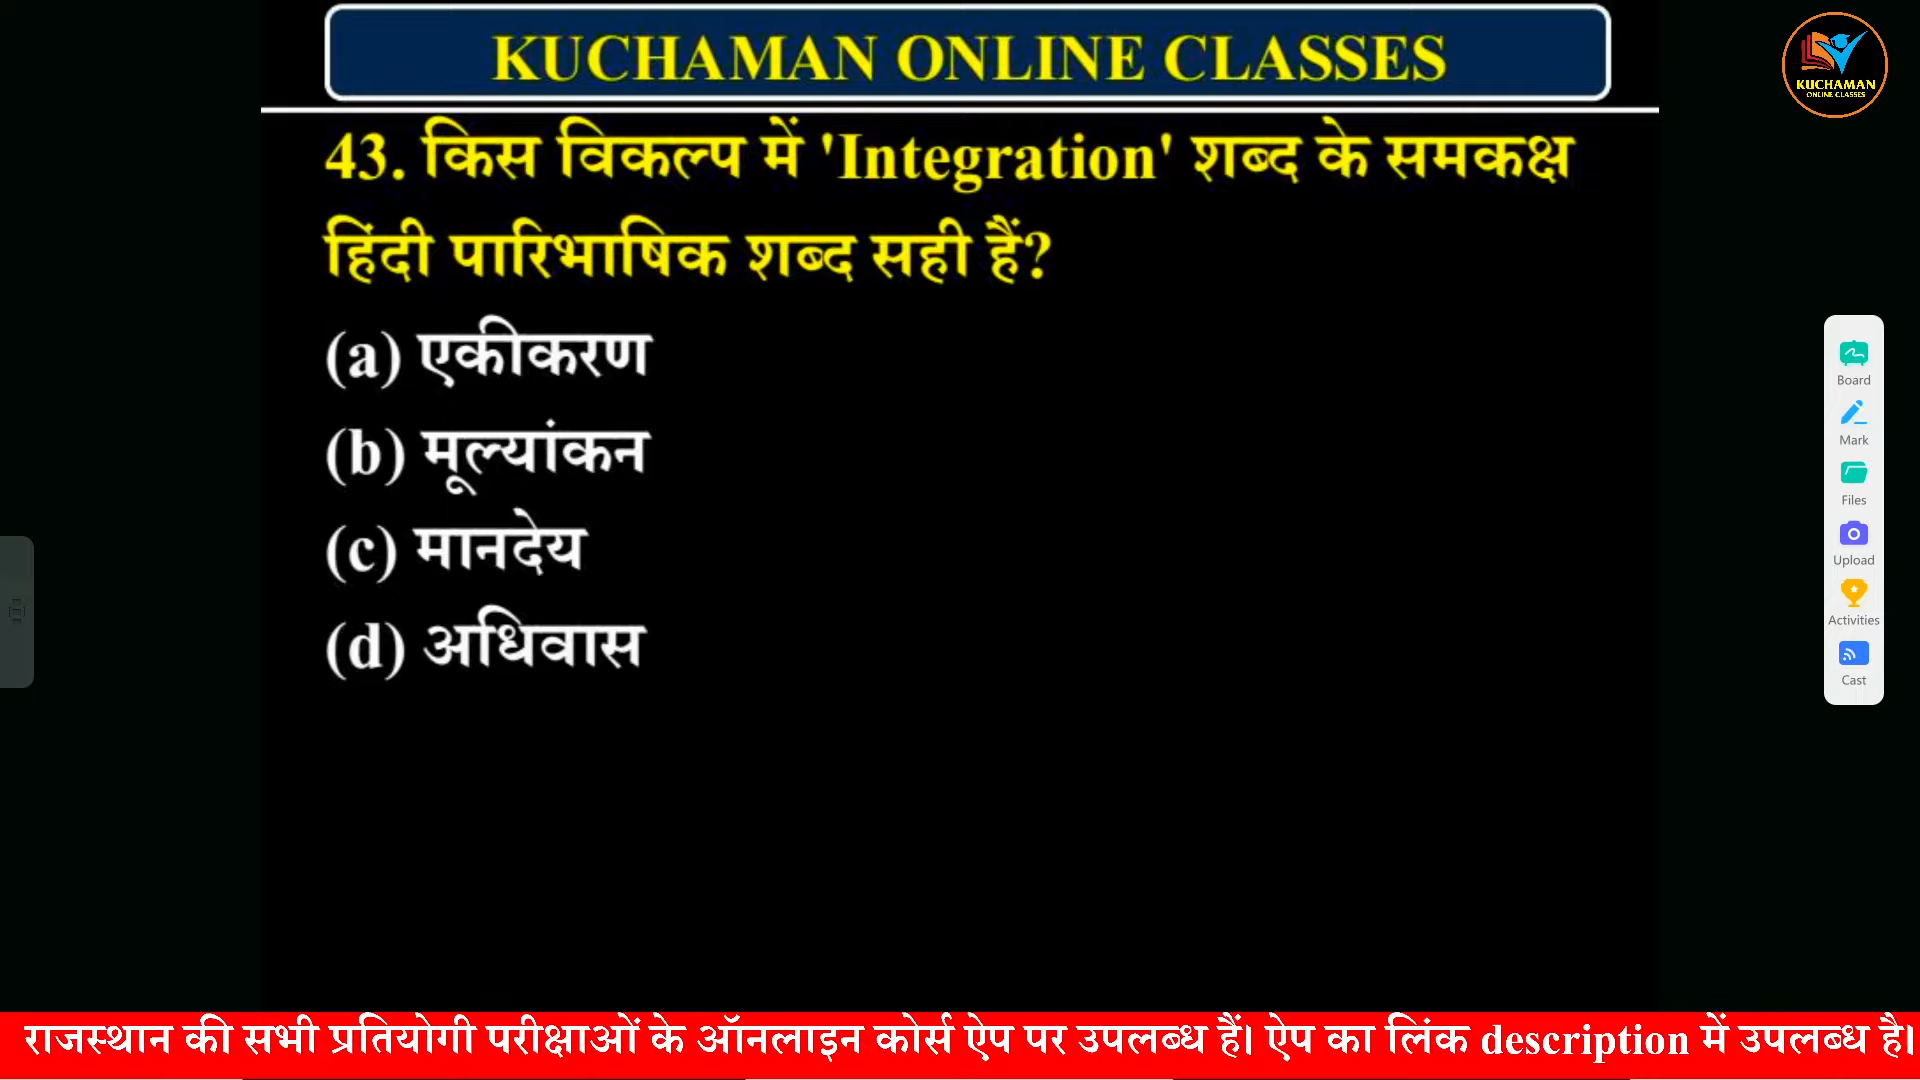 KUCHAMAN ONLINE CLASSES
KUCHAMAN
ONLINE CLASSES
43. किस विकल्प में 'Integration' शब्द के समकक्ष
हिंदी पारिभाषिक शब्द सही हैं?
(a) एकीकरण
(b) मूल्यांकन
(c) मानदेय
(d) अधिवास
Board
Mark
Files
Upload
Activities
Cast
राजस्थान की सभी प्रतियोगी परीक्षाओं के ऑनलाइन कोर्स ऐप पर उपलब्ध हैं। ऐप का लिंक description में उपलब्ध है।